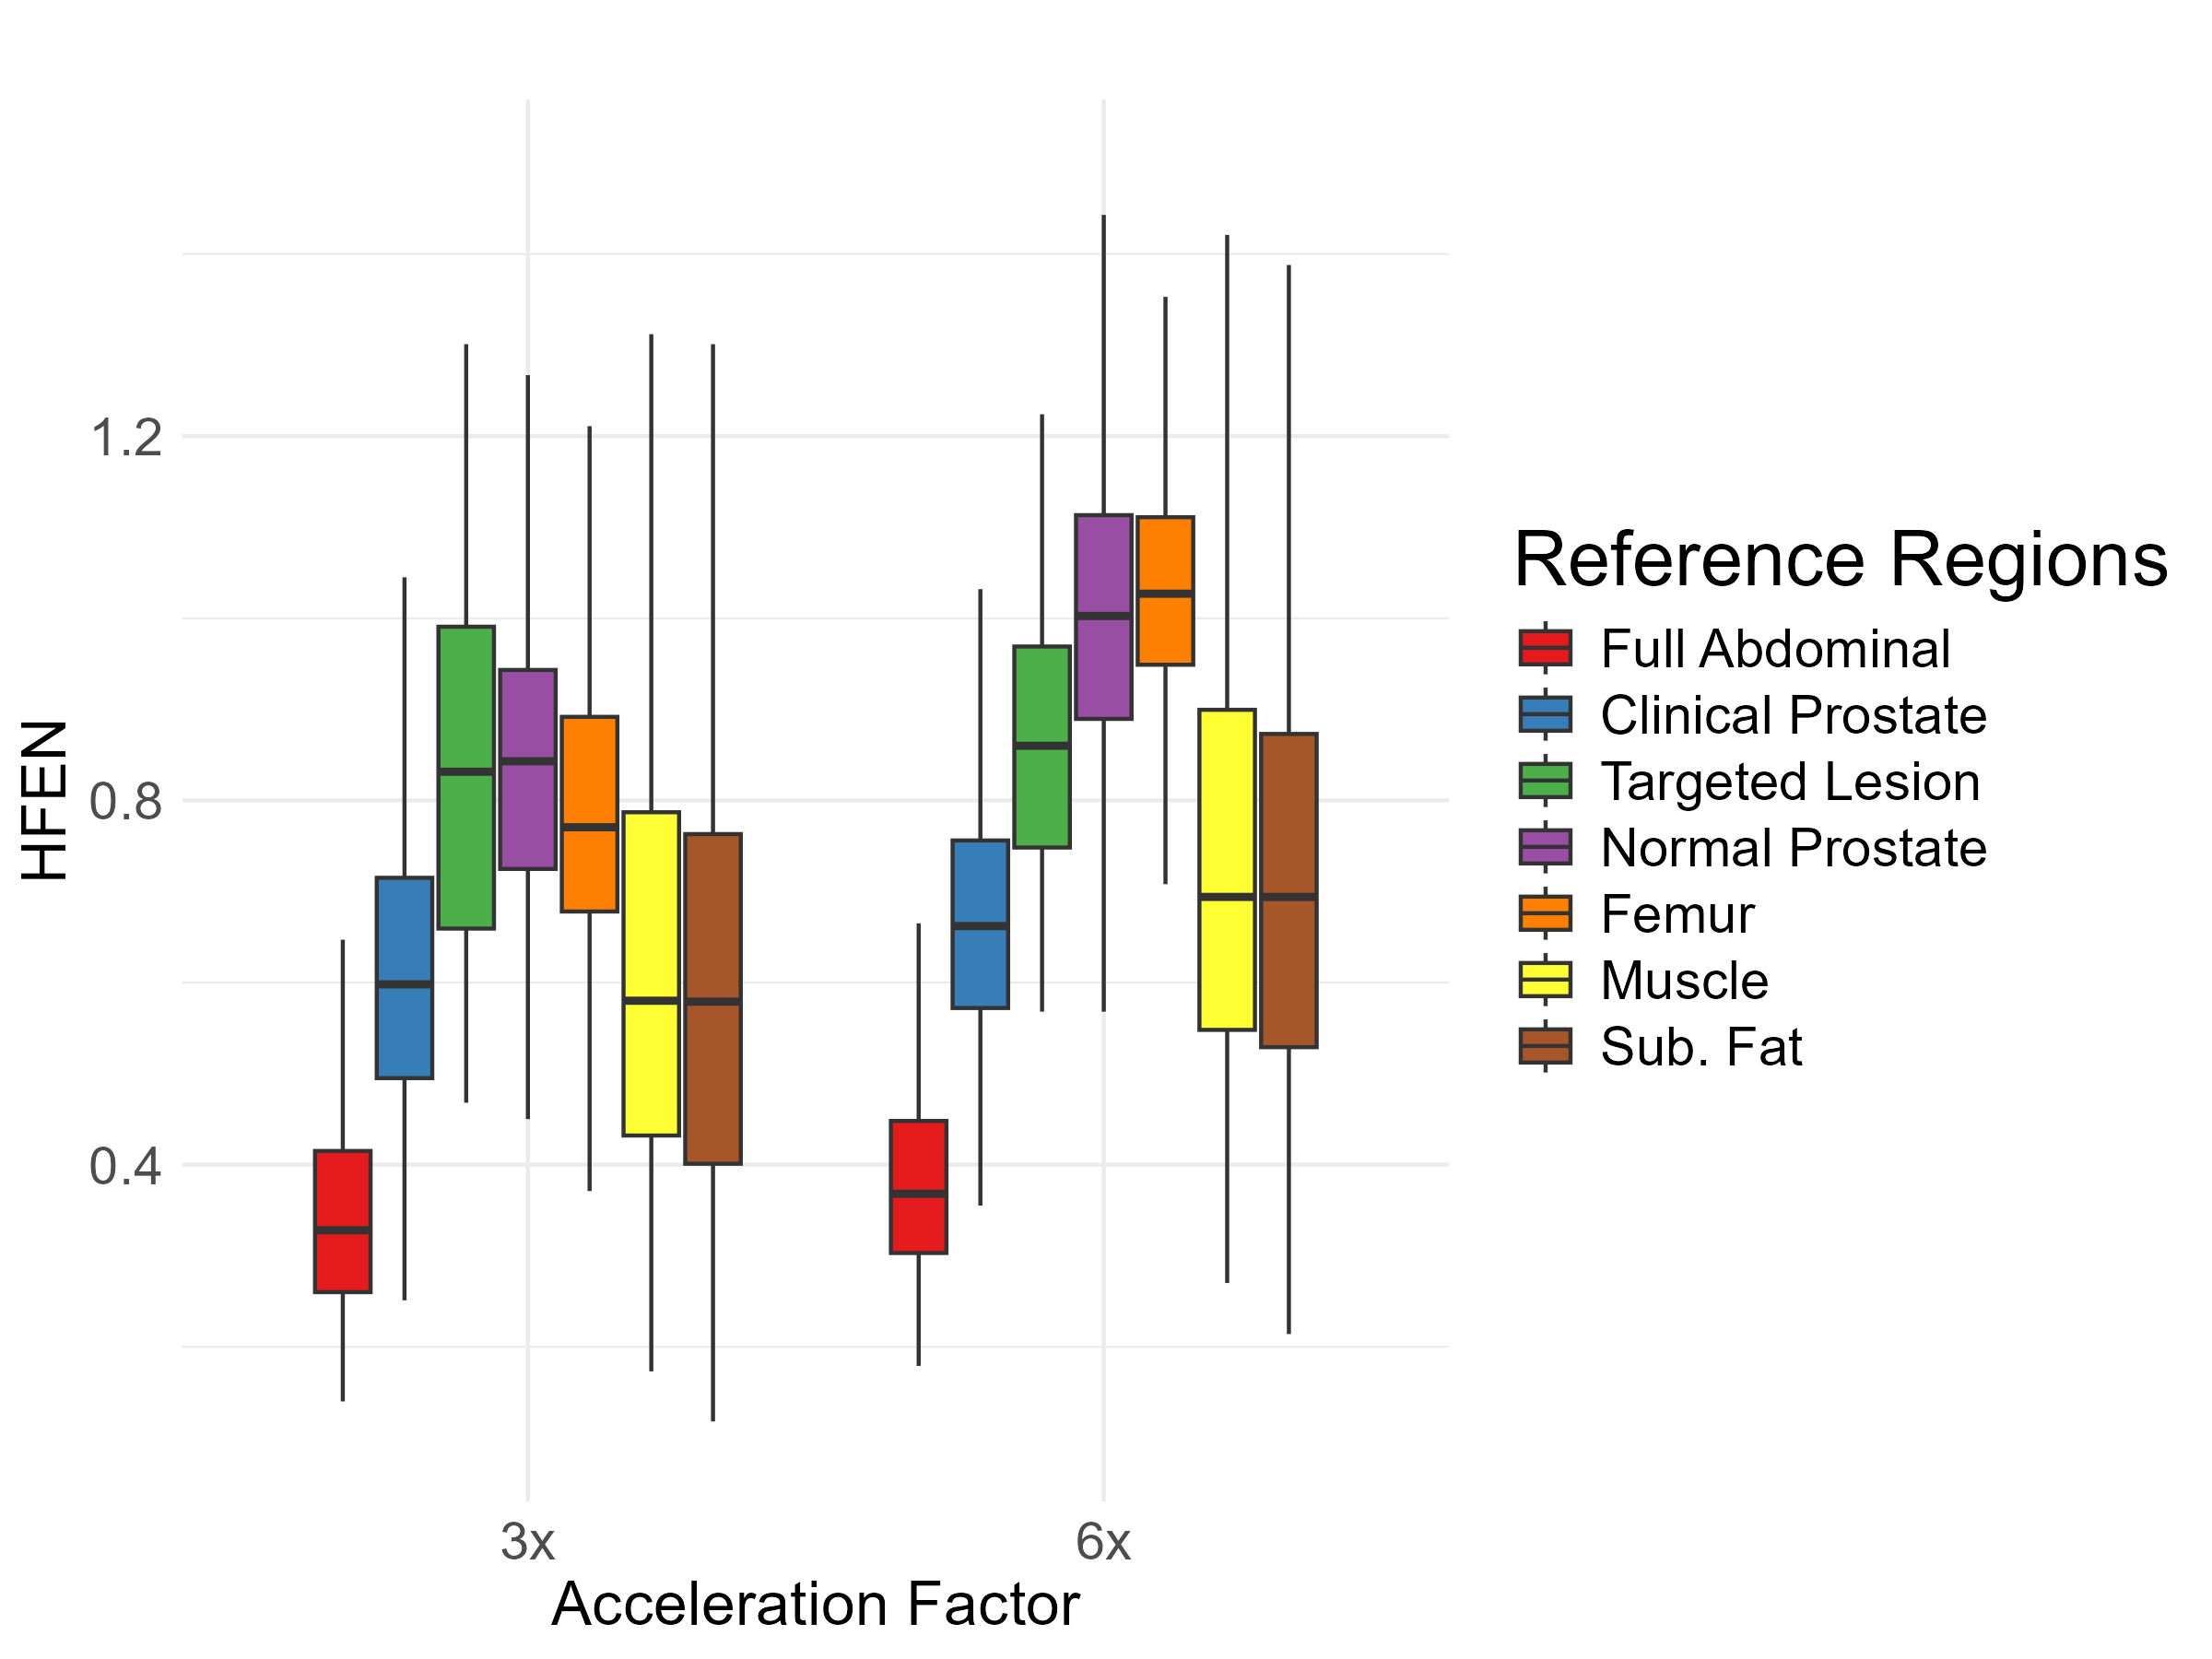 HFEN
1.2
0.8
0.4
3x
6x
Acceleration Factor
Reference Regions
Full Abdominal
Clinical Prostate
Targeted Lesion
Normal Prostate
Femur
Muscle
Sub. Fat